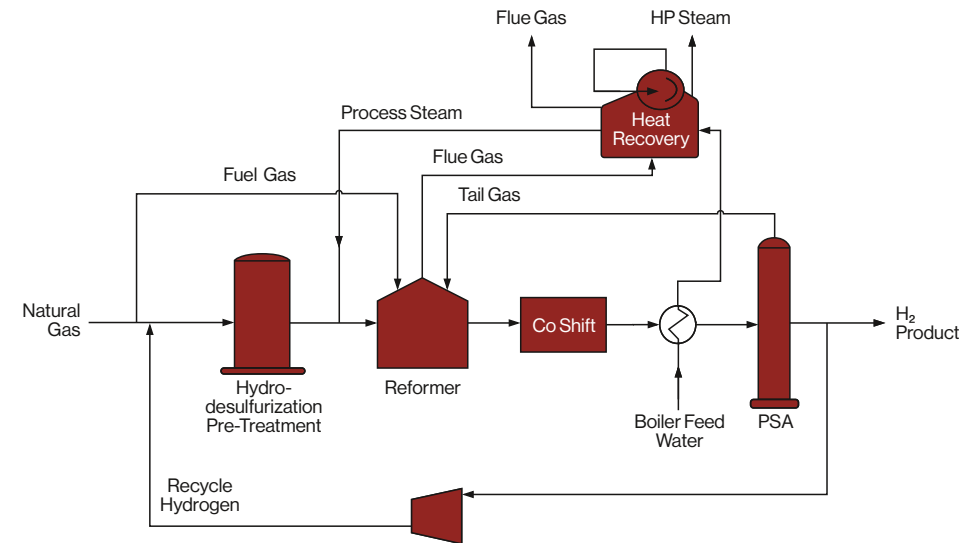 Flue Gas
HP Steam
Process Steam
Heat
Recovery
Flue Gas
Fuel Gas
Tail Gas
Natural
Gas
Co Shift
H₂
Product
Reformer
Hydro-
desulfurization
Pre-Treatment
Boiler Feed
Water
PSA
Recycle
Hydrogen